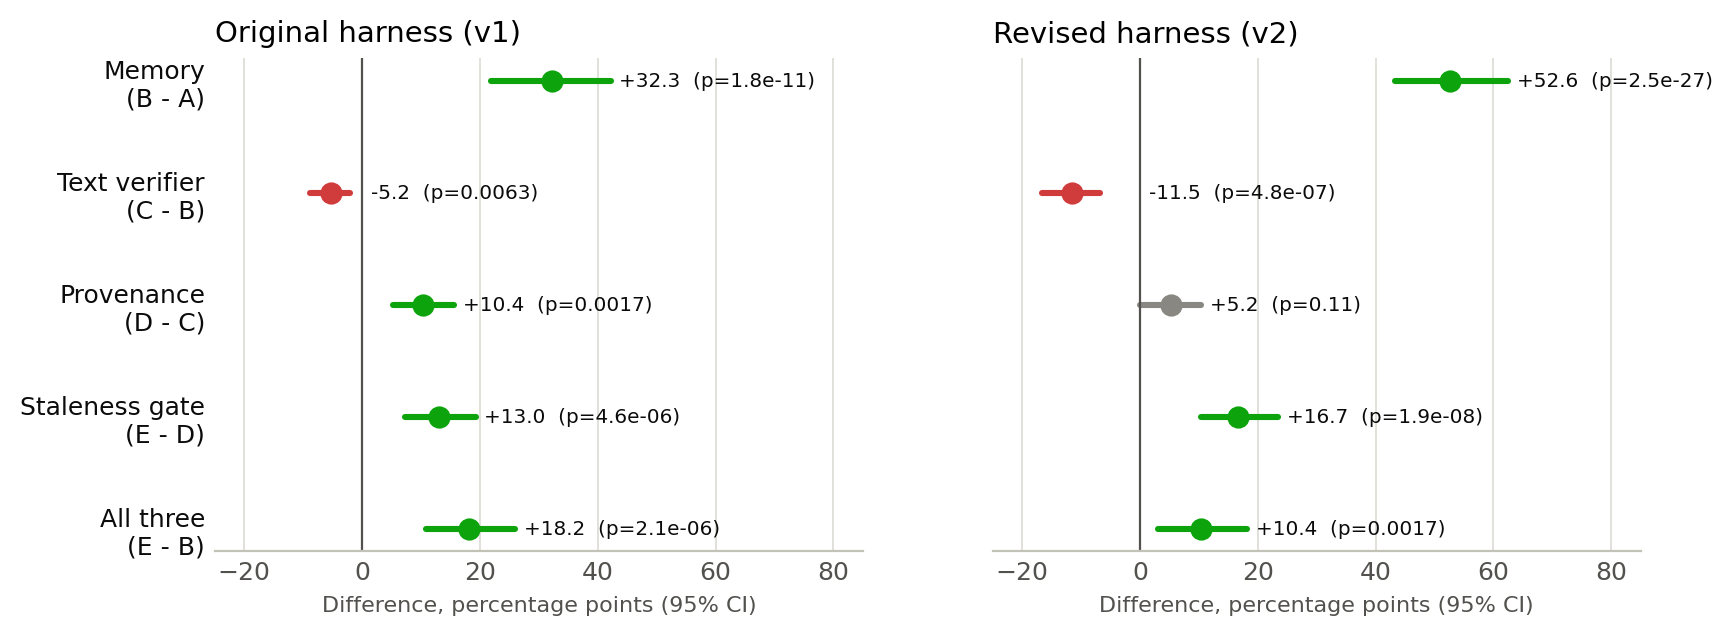 Original harness (v1)
Memory
(B - A)
+32.3  (p=1.8e-11)
Text verifier
(C - B)
-5.2  (p=0.0063)
Provenance
(D - C)
+10.4  (p=0.0017)
Staleness gate
(E - D)
+13.0  (p=4.6e-06)
All three
(E - B)
+18.2  (p=2.1e-06)
−20 0 20 40 60 80
Difference, percentage points (95% CI)
Revised harness (v2)
+52.6  (p=2.5e-27)
-11.5  (p=4.8e-07)
+5.2  (p=0.11)
+16.7  (p=1.9e-08)
+10.4  (p=0.0017)
−20 0 20 40 60 80
Difference, percentage points (95% CI)